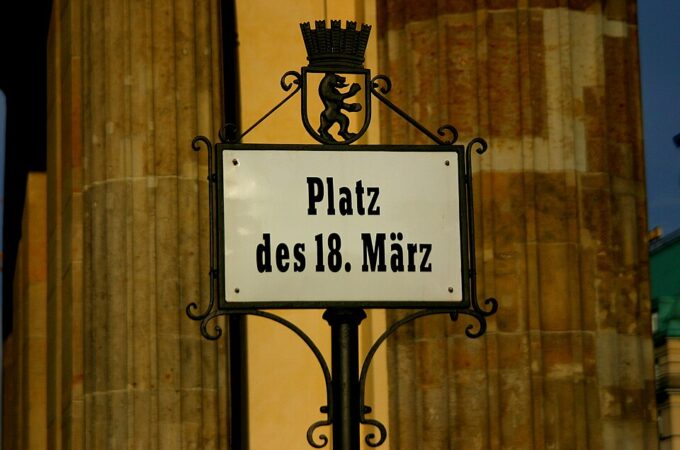 Platz
des 18. März